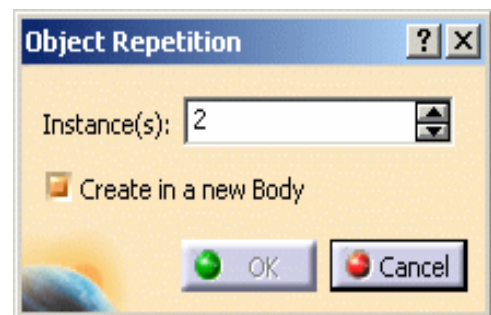 Object Repetition ? X
Instance(s): 2
Create in a new Body
OK Cancel